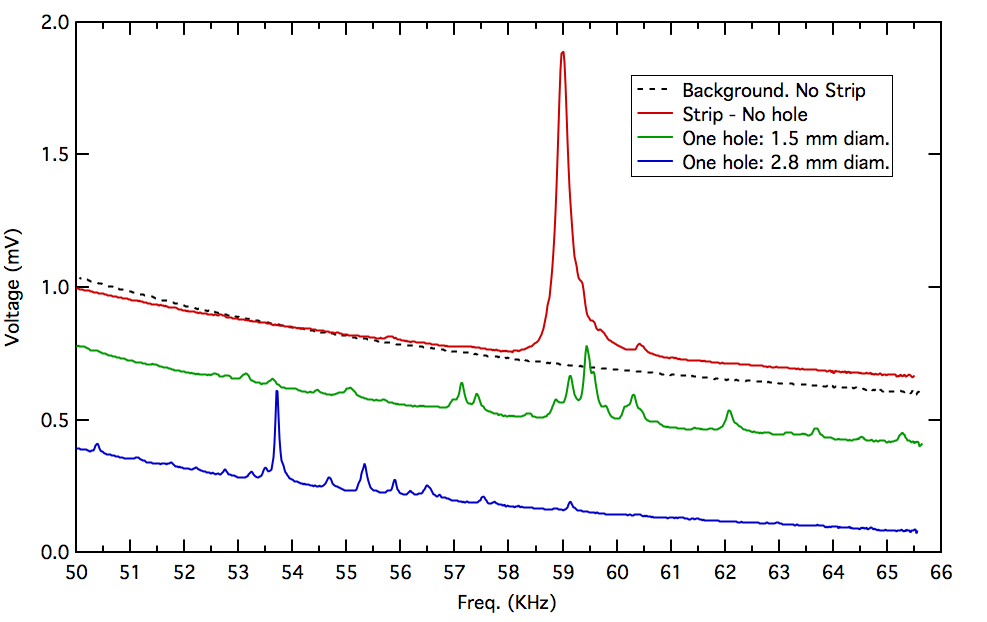 2.0
1.5
1.0
0.5
0.0
Voltage (mV)
Background. No Strip
Strip - No hole
One hole: 1.5 mm diam.
One hole: 2.8 mm diam.
50 51 52 53 54 55 56 57 58 59 60 61 62 63 64 65 66
Freq. (KHz)